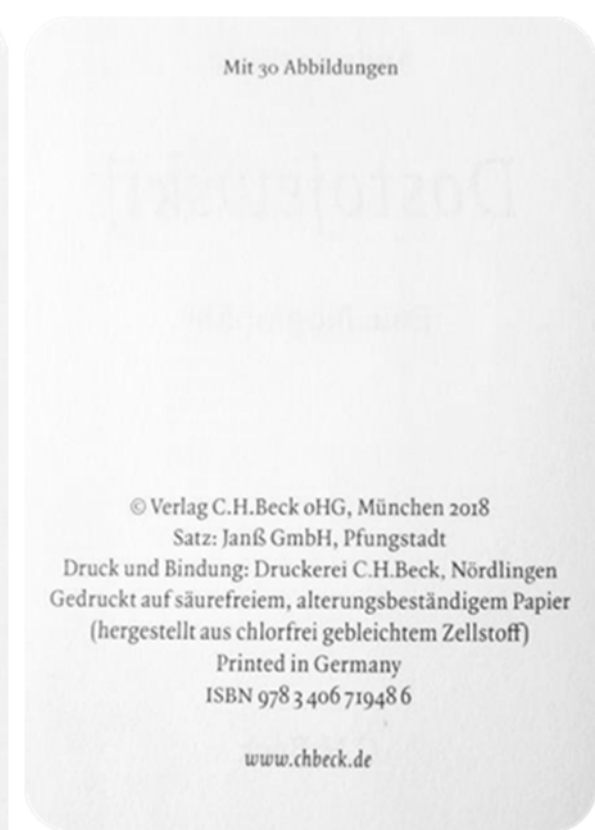 Mit 30 Abbildungen
Dostojewskij
© Verlag C.H.Beck oHG, München 2018
Satz: Janß GmbH, Pfungstadt
Druck und Bindung: Druckerei C.H.Beck, Nördlingen
Gedruckt auf säurefreiem, alterungsbeständigem Papier
(hergestellt aus chlorfrei gebleichtem Zellstoff)
Printed in Germany
ISBN 978 3 406 71948 6
www.chbeck.de